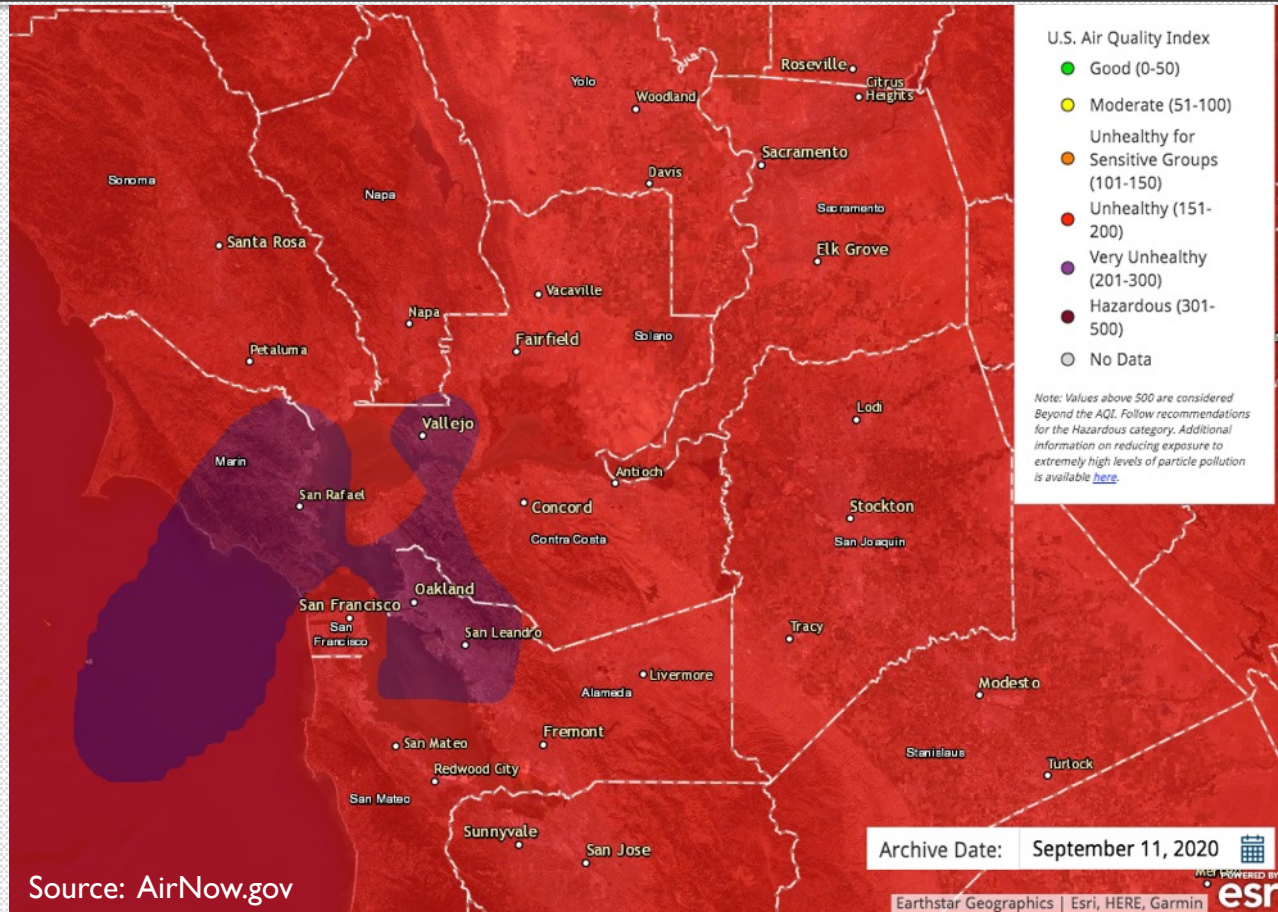 U.S. Air Quality Index
Good (0-50)
Moderate (51-100)
Unhealthy for
Sensitive Groups
(101-150)
Unhealthy (151-
200)
Very Unhealthy
(201-300)
Hazardous (301-
500)
No Data
Note: Values above 500 are considered
Beyond the AQI. Follow recommendations
for the Hazardous category. Additional
information on reducing exposure to
extremely high levels of particle pollution
is available here.
Roseville
Citrus
Heights
Yolo
Woodland
Sacramento
Davis
Sonoma
Napa
Sacramento
Santa Rosa
Elk Grove
Vacaville
Napa
Fairfield
Solano
Petaluma
Lodi
Vallejo
Marin
Antioch
San Rafael
Concord
Stockton
Contra Costa
San Joaquin
Oakland
San Francisco
San
Francisco
San Leandro
Tracy
Livermore
Alameda
Modesto
Fremont
San Mateo
Stanislaus
Redwood City
Turlock
San Mateo
Sunnyvale
San Jose
Archive Date: September 11, 2020
POWERED BY
esri
Source: AirNow.gov
Earthstar Geographics | Esri, HERE, Garmin